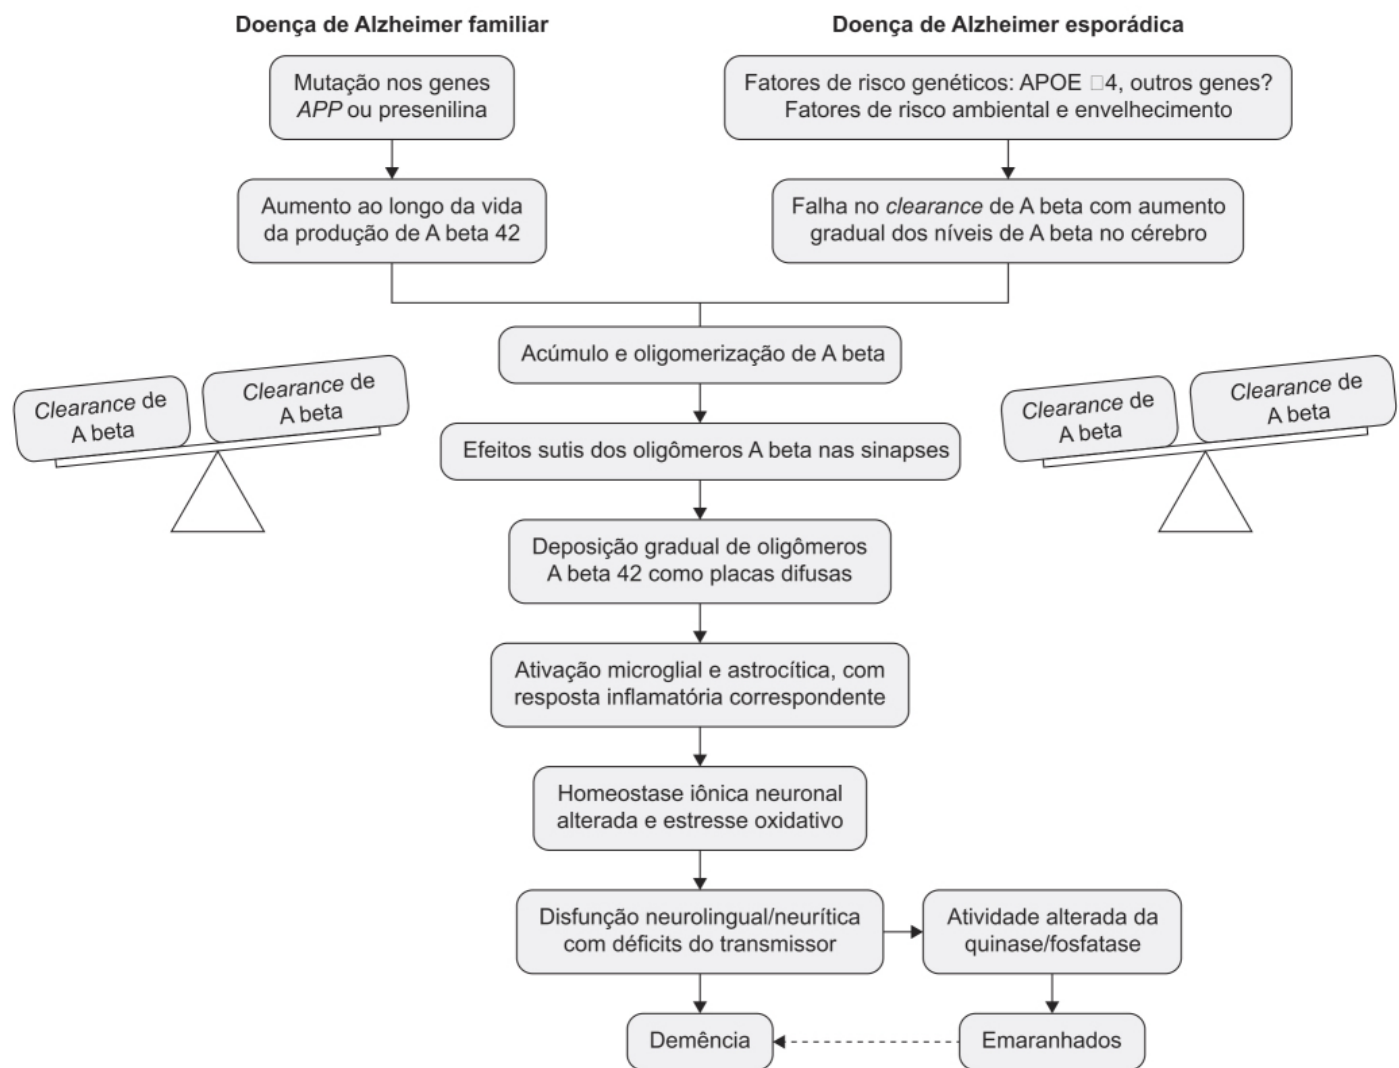 Doença de Alzheimer familiar
Doença de Alzheimer esporádica
Mutação nos genes
APP ou presenilina
Fatores de risco genéticos: APOE □4, outros genes?
Fatores de risco ambiental e envelhecimento
Aumento ao longo da vida
da produção de A beta 42
Falha no clearance de A beta com aumento
gradual dos níveis de A beta no cérebro
Acúmulo e oligomerização de A beta
Clearance de
A beta
Clearance de
A beta
Clearance de
A beta
Clearance de
A beta
Efeitos sutis dos oligômeros A beta nas sinapses
Deposição gradual de oligômeros
A beta 42 como placas difusas
Ativação microglial e astrocítica, com
resposta inflamatória correspondente
Homeostase iônica neuronal
alterada e estresse oxidativo
Disfunção neurolingual/neurítica
com déficits do transmissor
Atividade alterada da
quinase/fosfatase
Demência
Emaranhados